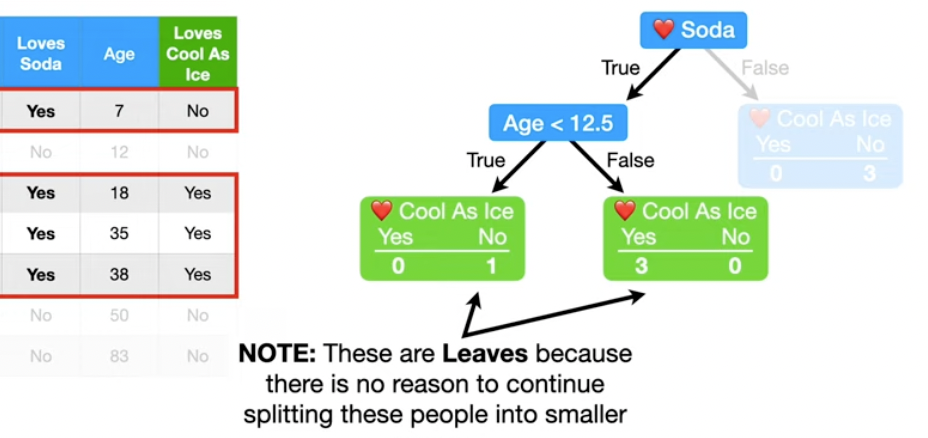 Loves Soda
Age
Loves Cool As Ice
Yes 7 No
No 12 No
Yes 18 Yes
Yes 35 Yes
Yes 38 Yes
No 50 No
No 83 No
❤️ Soda
True
False
Age < 12.5
❤️ Cool As Ice
Yes No
0 3
True
False
❤️ Cool As Ice
Yes No
0 1
❤️ Cool As Ice
Yes No
3 0
NOTE: These are Leaves because
there is no reason to continue
splitting these people into smaller